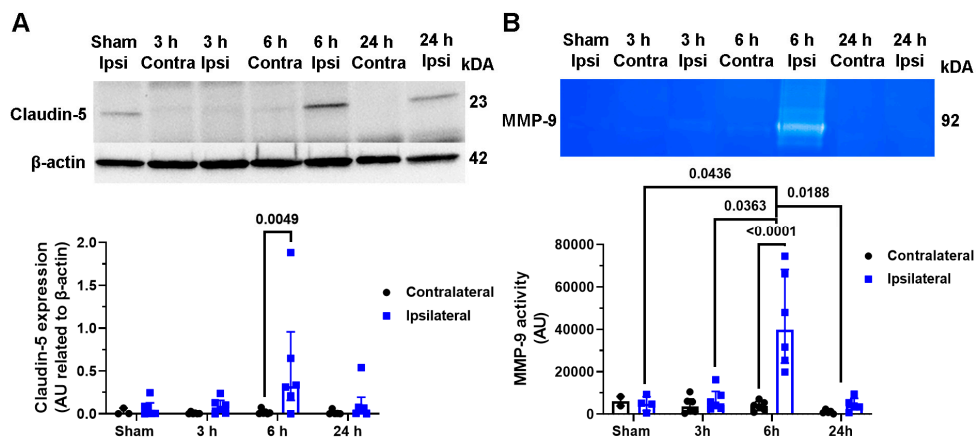 A
Sham 3 h 3 h 6 h 6 h 24 h 24 h
Ipsi Contra Ipsi Contra Ipsi Contra Ipsi kDA
Claudin-5 23
β-actin 42
0.0049
2.0
1.5
1.0
0.5
0.0
Claudin-5 expression
(AU related to β-actin)
Contralateral
Ipsilateral
Sham 3 h 6 h 24 h
B
Sham 3 h 3 h 6 h 6 h 24 h 24 h
Ipsi Contra Ipsi Contra Ipsi Contra Ipsi kDA
MMP-9 92
0.0436
0.0188
0.0363
<0.0001
80000
60000
40000
20000
0
MMP-9 activity
(AU)
Contralateral
Ipsilateral
Sham 3h 6h 24h